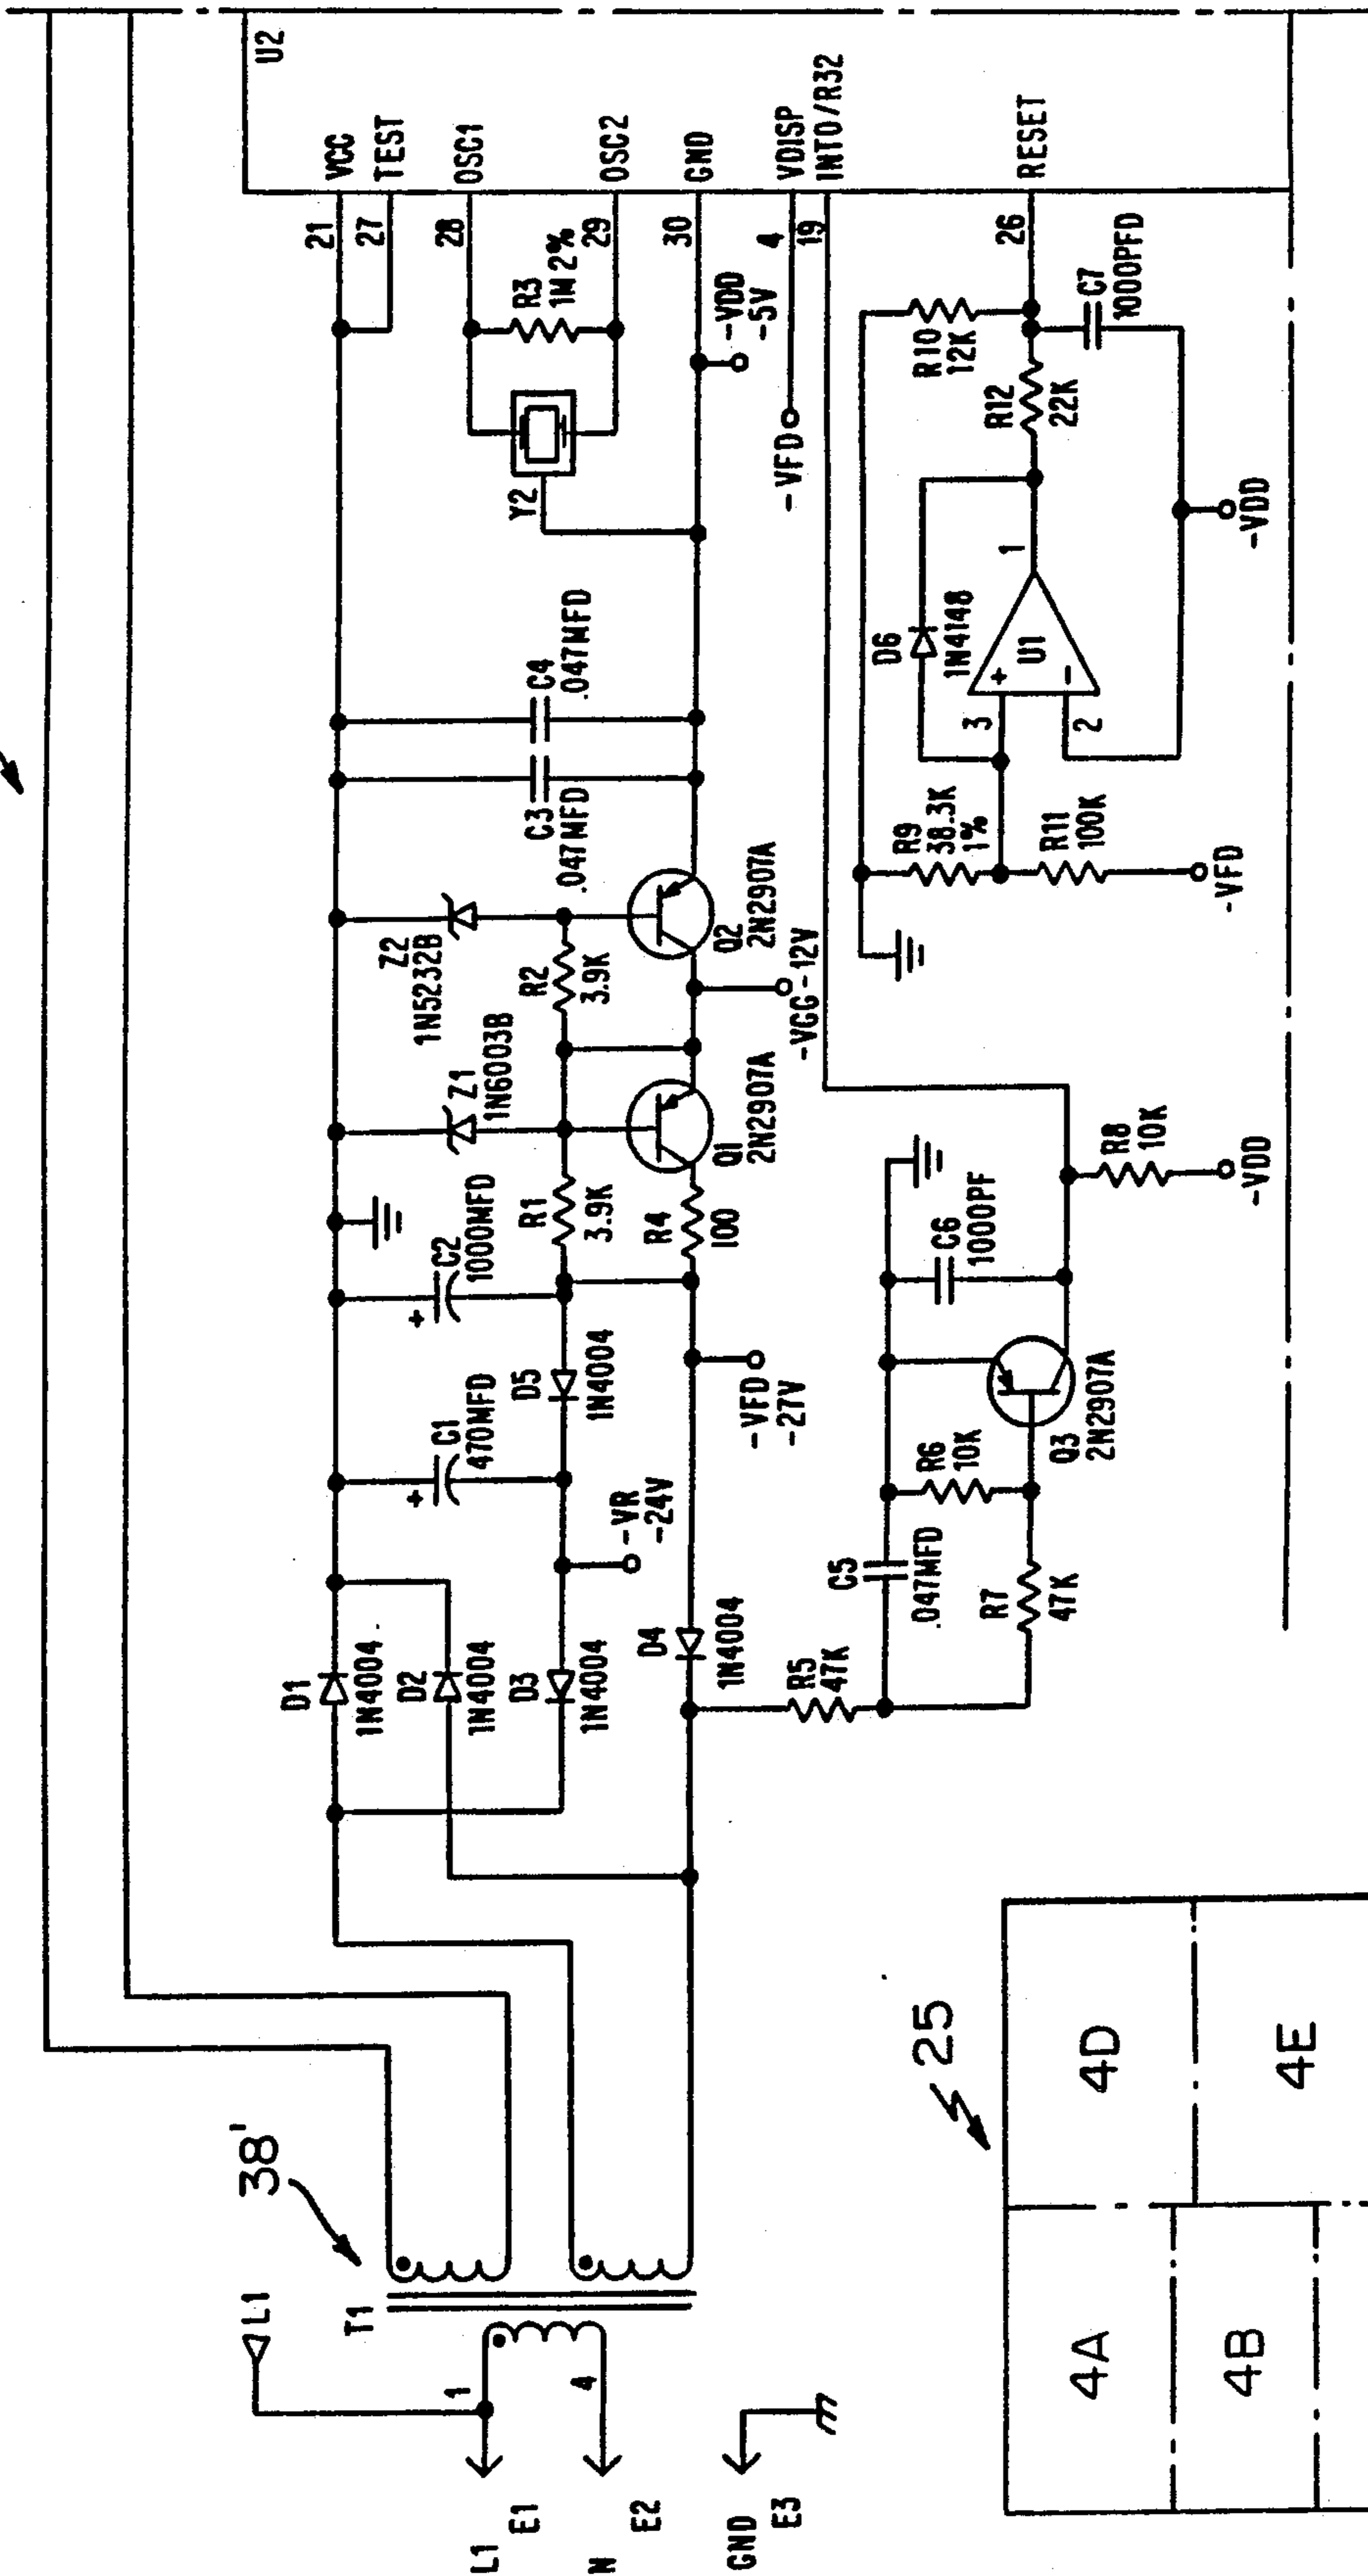 38'
L1
T1
1
4
L1
E1
N
E2
GND
E3
D1
1N4004
D2
1N4004
D3
1N4004
D4
1N4004
-VR
-24V
C1
470MFD
+
D5
1N4004
-VFD
-27V
C2
1000MFD
+
R1
3.9K
R4
100
Z1
1N6003B
Q1
2N2907A
Z2
1N5232B
R2
3.9K
-VGG-12V
Q2
2N2907A
C3
.047MFD
C4
.047MFD
Y2
R3
1M 2%
-VDD
-5V
-VFD
U2
21
VCC
27
TEST
28
OSC1
29
OSC2
30
GND
4
VDISP
19
INTO/R32
26
RESET
R5
47K
C5
.047MFD
R7
47K
R6
10K
Q3
2N2907A
C6
1000PF
R8
10K
-VDD
R9
38.3K
1%
R11
100K
-VFD
D6
1N4148
3
+
2
-
U1
1
R12
22K
R10
12K
C7
1000PFD
-VDD
25
4A
4D
4B
4E